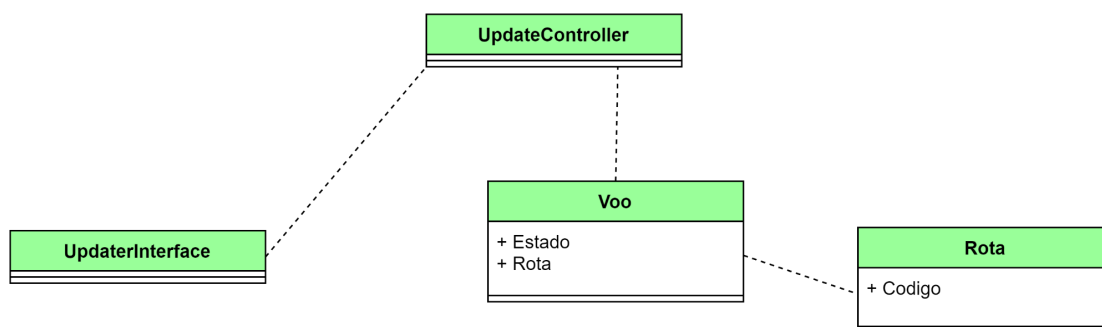 UpdateController
UpdaterInterface
Voo
+ Estado
+ Rota
Rota
+ Codigo